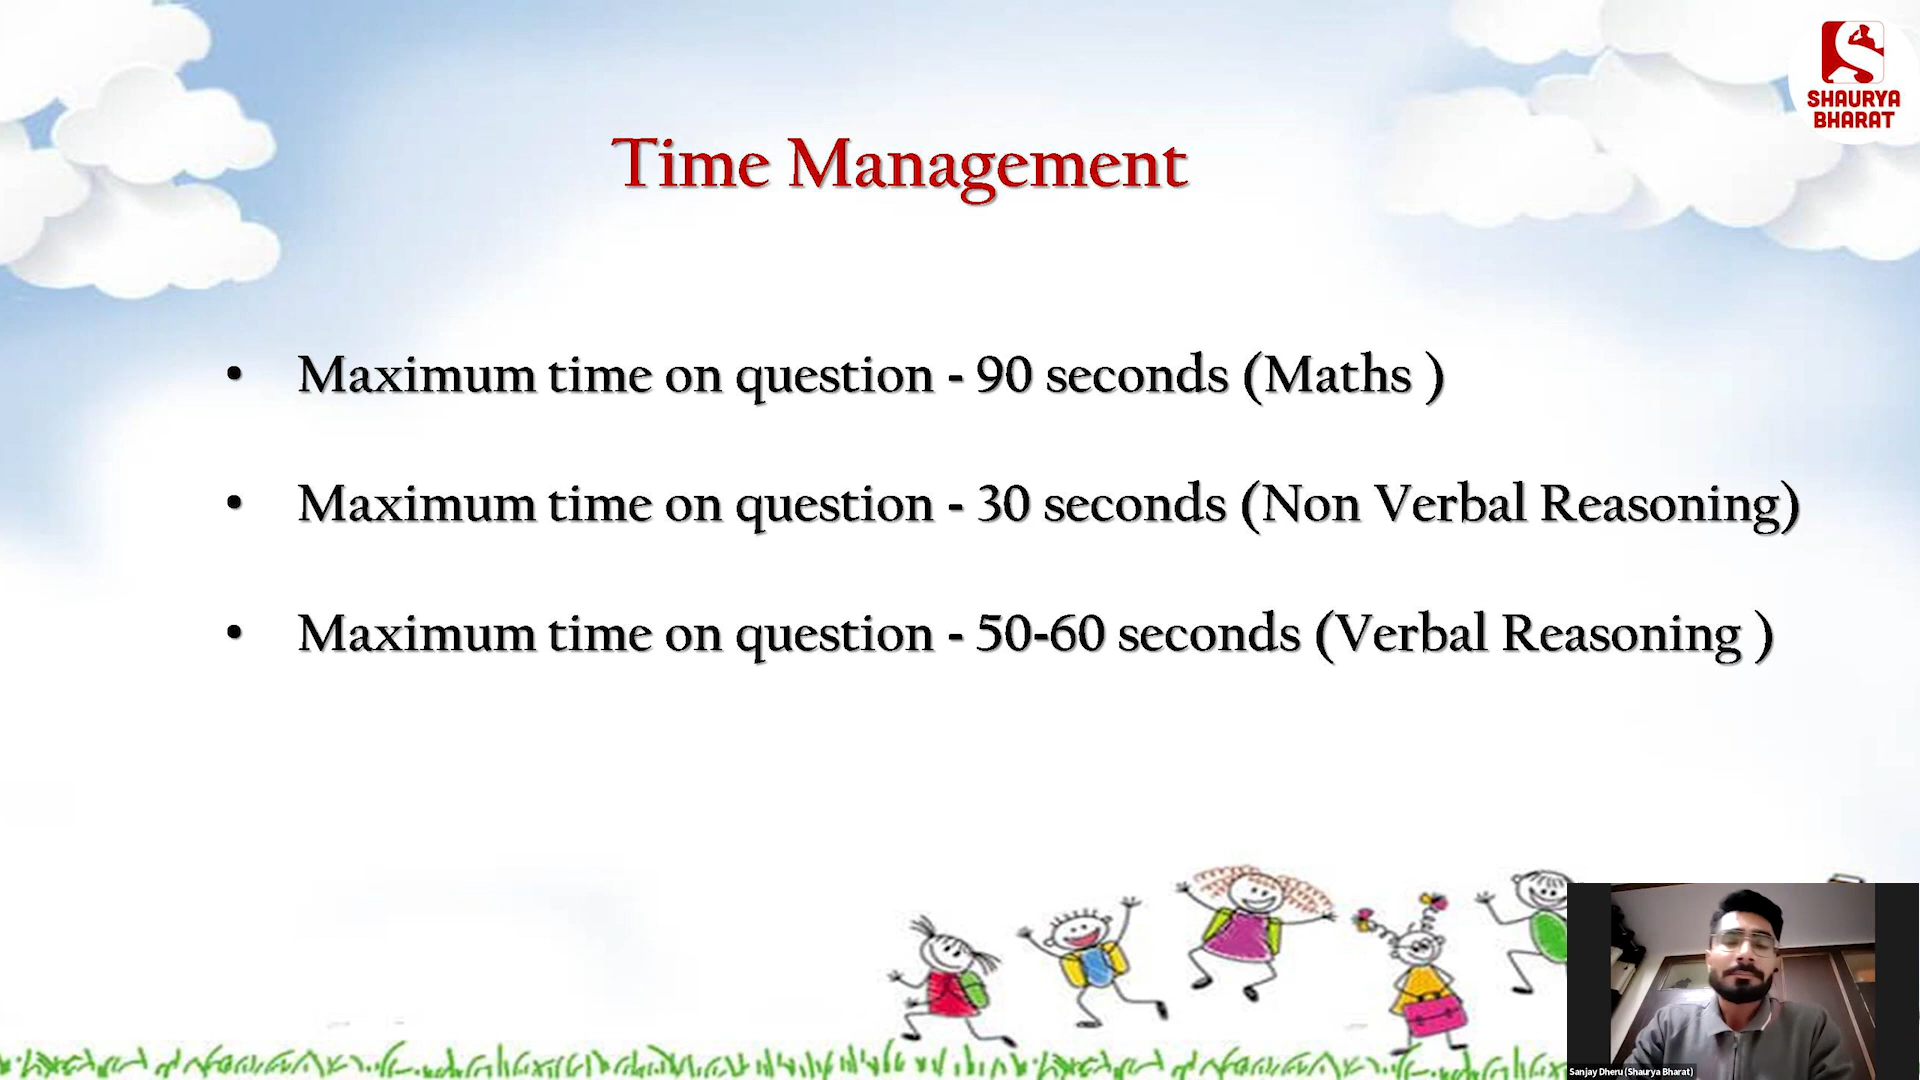 SHAURYA
BHARAT
Time Management
• Maximum time on question - 90 seconds (Maths )
• Maximum time on question - 30 seconds (Non Verbal Reasoning)
• Maximum time on question - 50-60 seconds (Verbal Reasoning )
Sanjay Dheru (Shaurya Bharat)